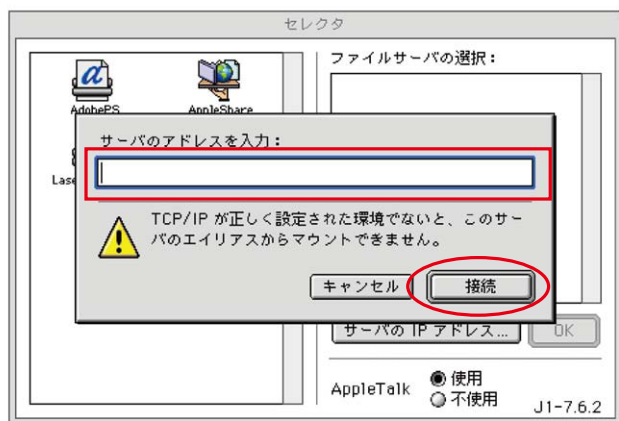 セレクタ
ファイルサーバの選択：
AdobePS
AppleShare
サーバのアドレスを入力：
Lase
TCP/IP が正しく設定された環境でないと、このサー
バのエイリアスからマウントできません。
キャンセル
接続
サーバの IP アドレス...
OK
AppleTalk
使用
不使用
J1-7.6.2